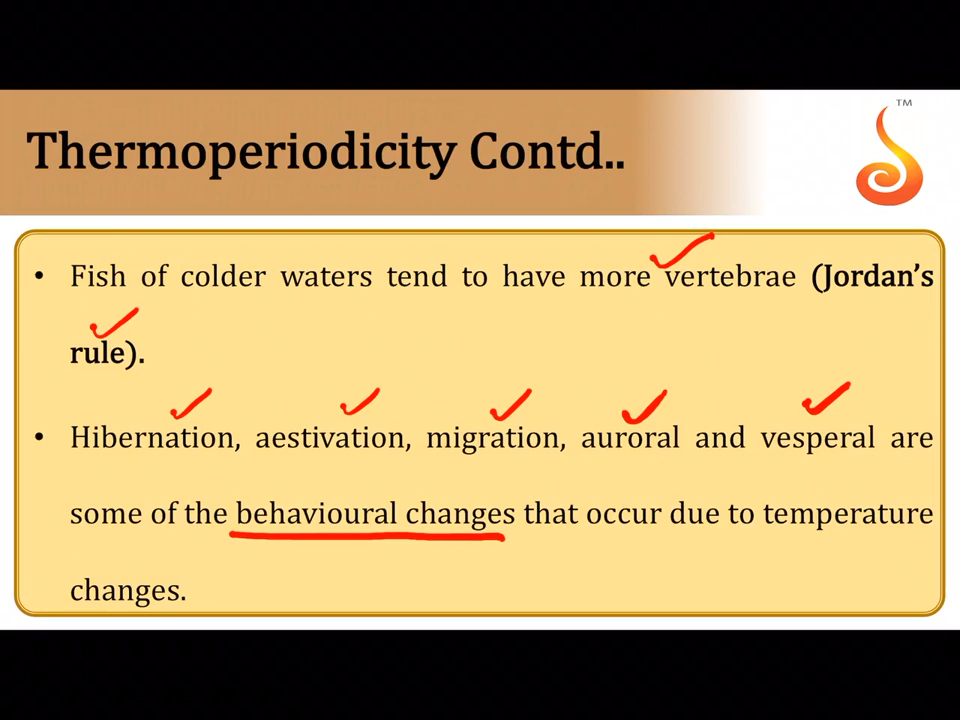 Thermoperiodicity Contd..
TM
• Fish of colder waters tend to have more vertebrae (Jordan's
rule).
• Hibernation, aestivation, migration, auroral and vesperal are
some of the behavioural changes that occur due to temperature
changes.